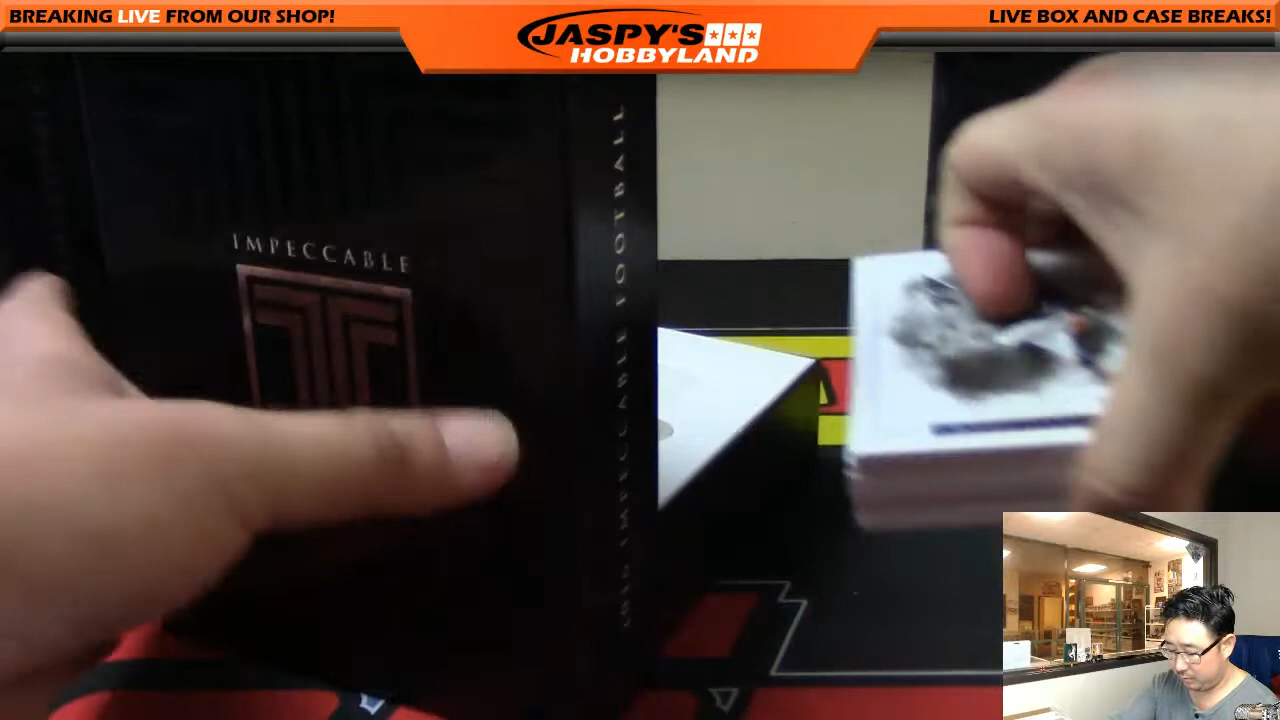 BREAKING LIVE FROM OUR SHOP!
JASPY'S
HOBBYLAND
LIVE BOX AND CASE BREAKS!
IMPECCABLE
IMPECCABLE FOOTBALL